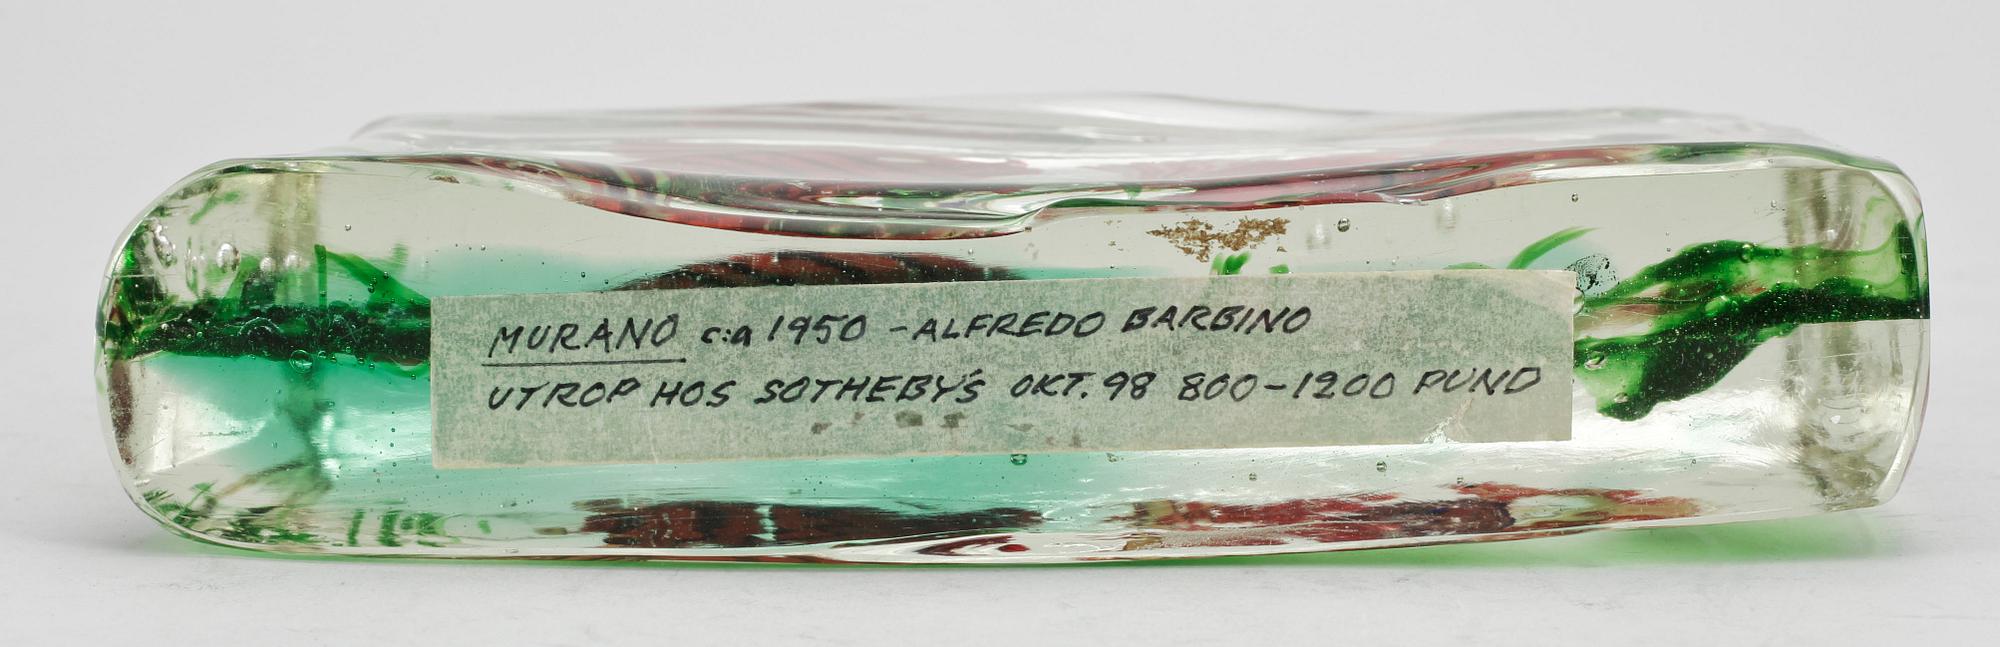 MURANO c:a 1950 - ALFREDO BARBINO
UTROP HOS SOTHEBY'S OKT. 98 800-1200 PUND